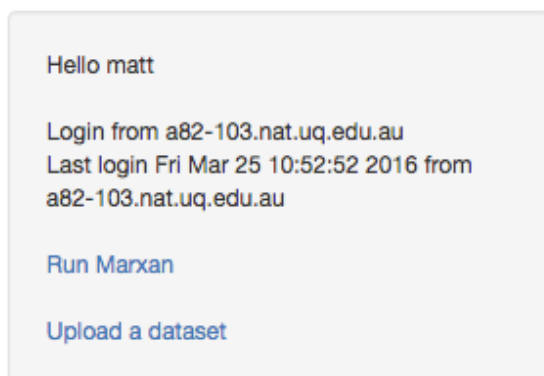 Hello matt
Login from a82-103.nat.uq.edu.au
Last login Fri Mar 25 10:52:52 2016 from
a82-103.nat.uq.edu.au
Run Marxan
Upload a dataset